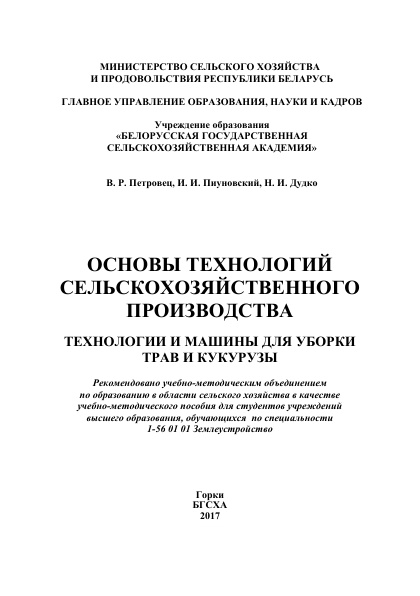 МИНИСТЕРСТВО СЕЛЬСКОГО ХОЗЯЙСТВА
И ПРОДОВОЛЬСТВИЯ РЕСПУБЛИКИ БЕЛАРУСЬ
ГЛАВНОЕ УПРАВЛЕНИЕ ОБРАЗОВАНИЯ, НАУКИ И КАДРОВ
Учреждение образования
«БЕЛОРУССКАЯ ГОСУДАРСТВЕННАЯ
СЕЛЬСКОХОЗЯЙСТВЕННАЯ АКАДЕМИЯ»
В. Р. Петровец, И. И. Пиуновский, Н. И. Дудко
ОСНОВЫ ТЕХНОЛОГИЙ
СЕЛЬСКОХОЗЯЙСТВЕННОГО
ПРОИЗВОДСТВА
ТЕХНОЛОГИИ И МАШИНЫ ДЛЯ УБОРКИ
ТРАВ И КУКУРУЗЫ
Рекомендовано учебно-методическим объединением
по образованию в области сельского хозяйства в качестве
учебно-методического пособия для студентов учреждений
высшего образования, обучающихся по специальности
1-56 01 01 Землеустройство
Горки
БГСХА
2017